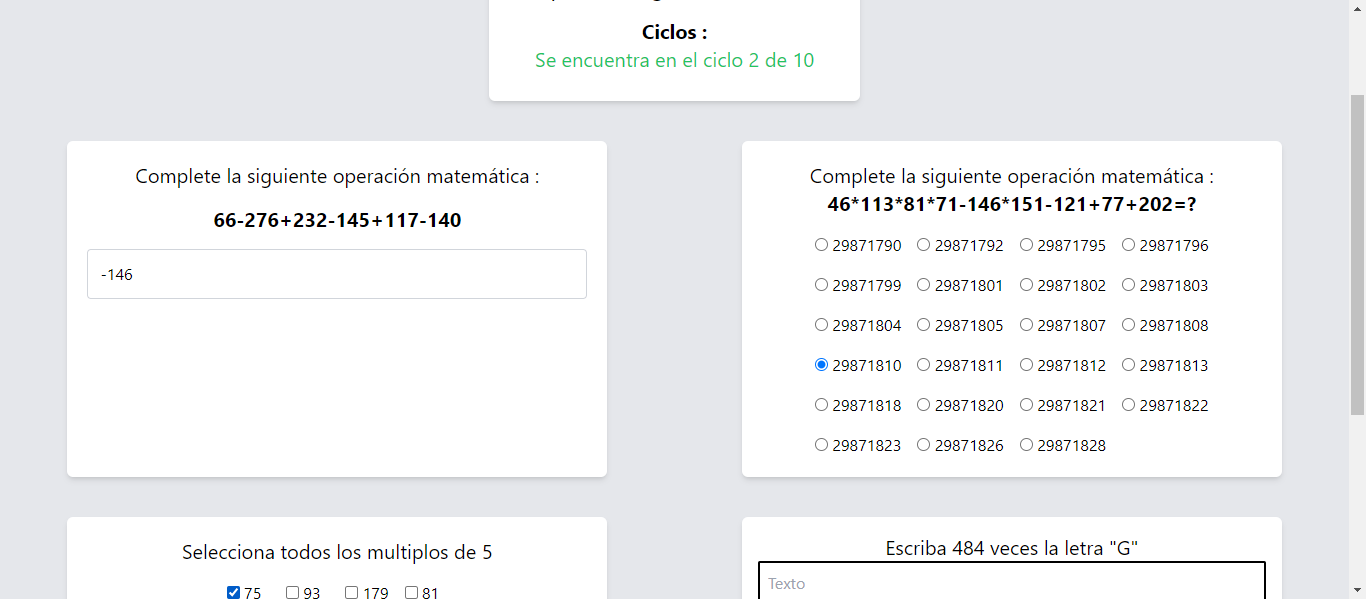 Ciclos :
Se encuentra en el ciclo 2 de 10
Complete la siguiente operación matemática :
66-276+232-145+117-140
-146
Complete la siguiente operación matemática :
46*113*81*71-146*151-121+77+202=?
29871790 29871792 29871795 29871796
29871799 29871801 29871802 29871803
29871804 29871805 29871807 29871808
29871810 29871811 29871812 29871813
29871818 29871820 29871821 29871822
29871823 29871826 29871828
Selecciona todos los multiplos de 5
75 93 179 81
Escriba 484 veces la letra "G"
Texto